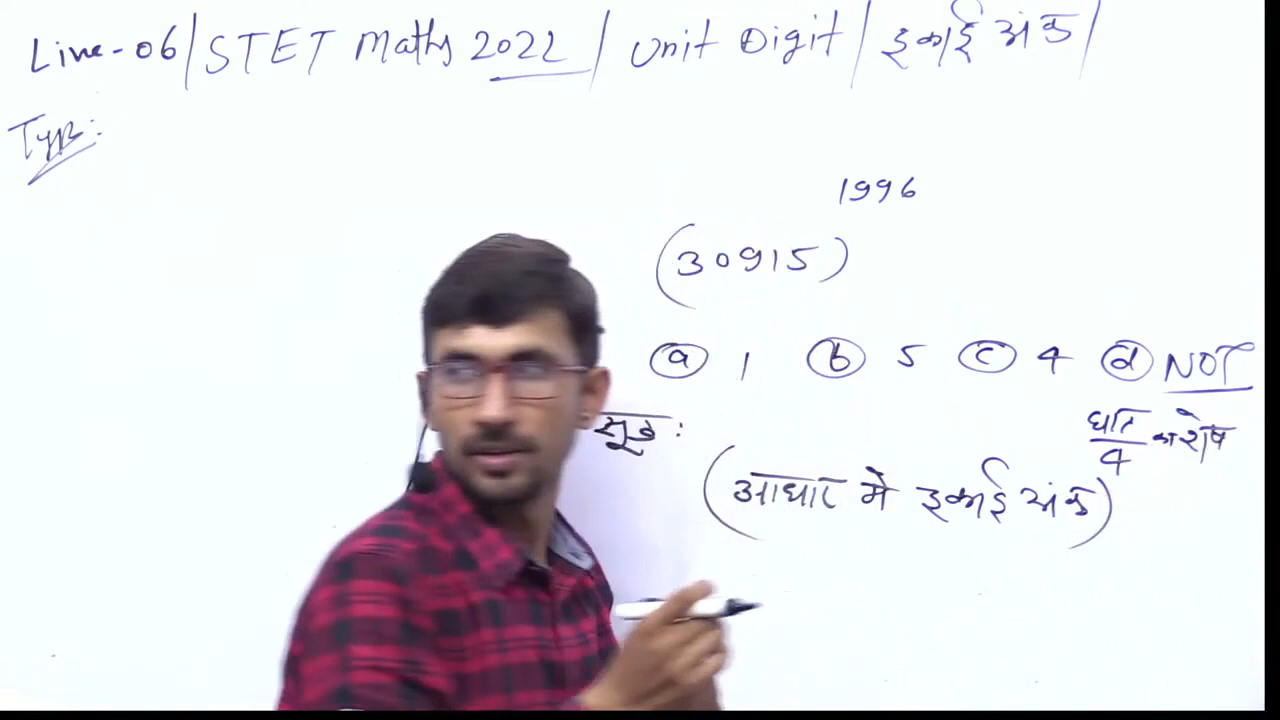 Live-06/STET Maths 2022/Unit Digit/इकाई अंक/
Type:
(30915)^1996
(a) 1 (b) 5 (c) 4 (d) NOT
सूत्र:
घात/4 का शेष
(आधार मे इकाई अंक)